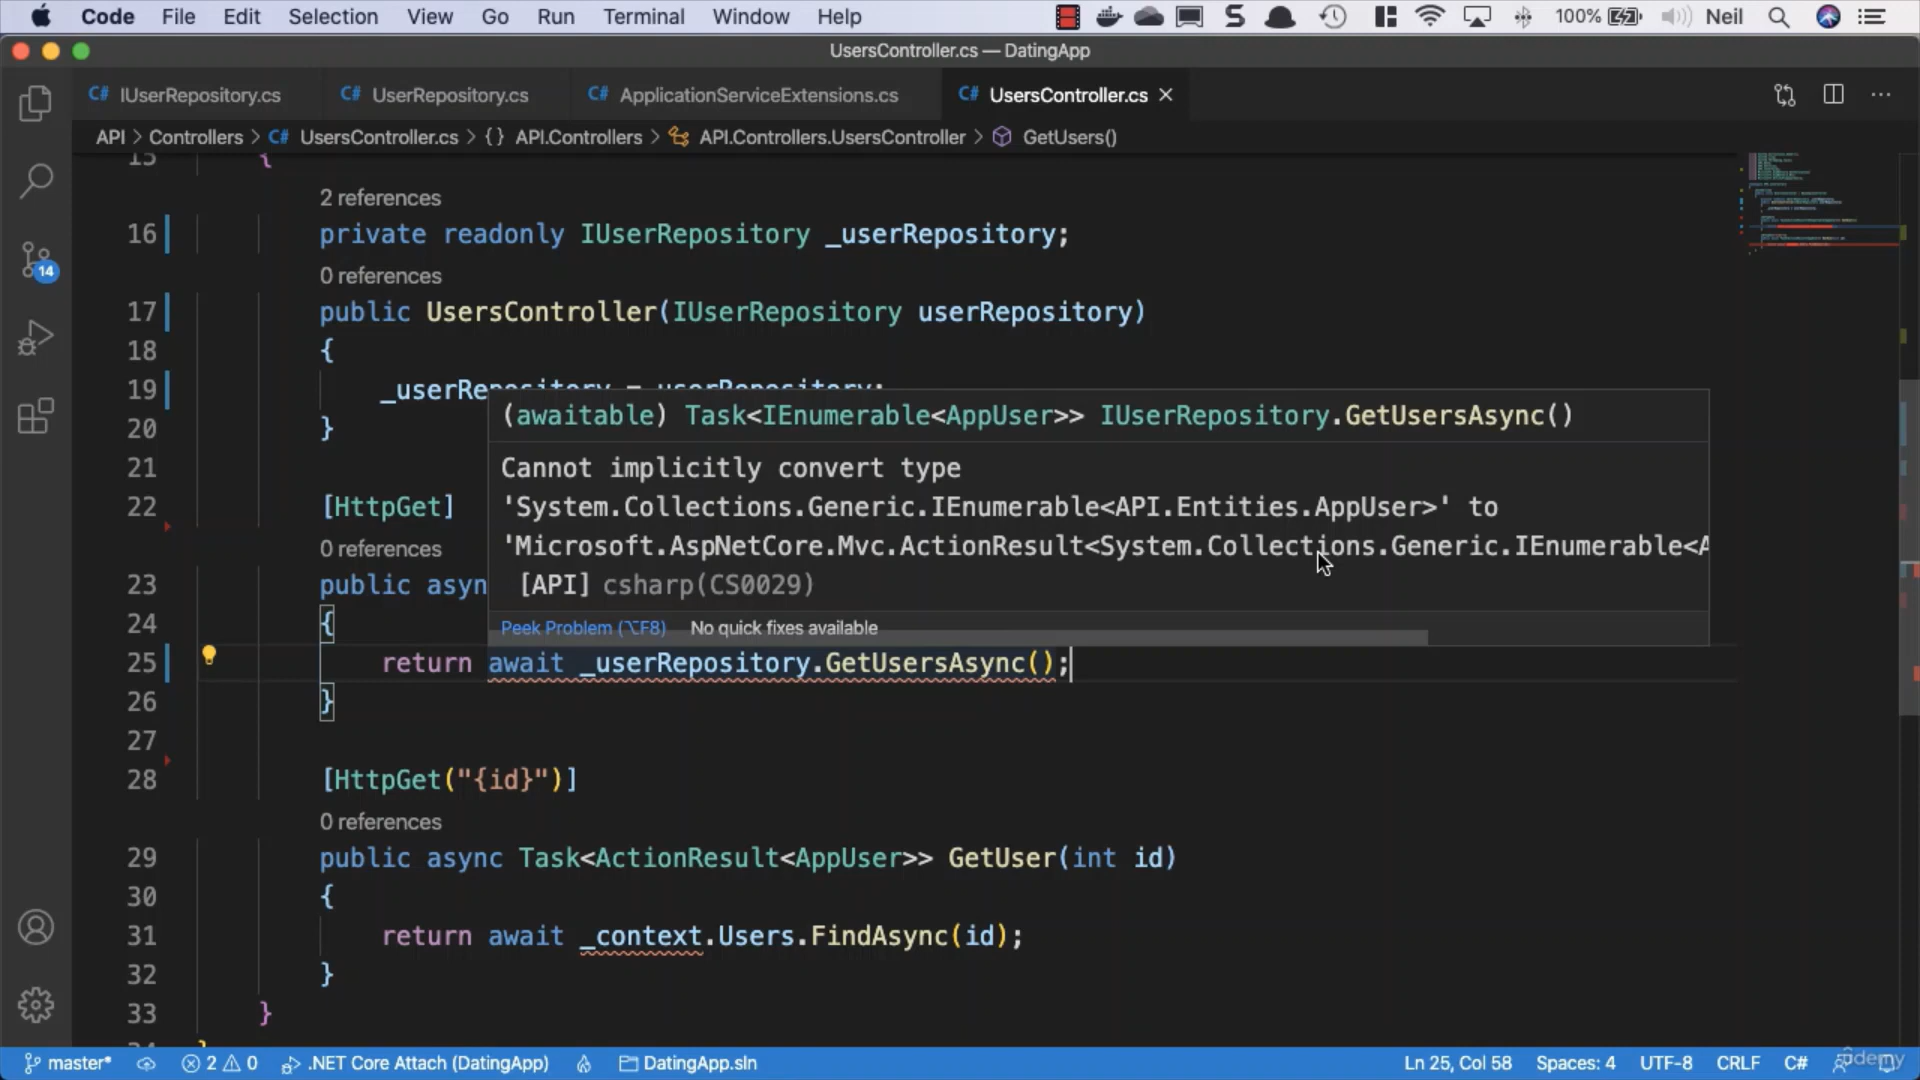 Code File Edit Selection View Go Run Terminal Window Help 100% Neil
UsersController.cs — DatingApp
C# IUserRepository.cs C# UserRepository.cs C# ApplicationServiceExtensions.cs C# UsersController.cs
API > Controllers > C# UsersController.cs > {} API.Controllers > API.Controllers.UsersController > GetUsers()
15 {
2 references
16 private readonly IUserRepository _userRepository;
0 references
17 public UsersController(IUserRepository userRepository)
18 {
19 _userRepository = userRepository;
(awaitable) Task<IEnumerable<AppUser>> IUserRepository.GetUsersAsync()
20 }
21 Cannot implicitly convert type
22 [HttpGet] 'System.Collections.Generic.IEnumerable<API.Entities.AppUser>' to
0 references 'Microsoft.AspNetCore.Mvc.ActionResult<System.Collections.Generic.IEnumerable<A
23 public asyn [API] csharp(CS0029)
24 { Peek Problem (⌥F8) No quick fixes available
25 return await _userRepository.GetUsersAsync();
26 }
27
28 [HttpGet("{id}")]
0 references
29 public async Task<ActionResult<AppUser>> GetUser(int id)
30 {
31 return await _context.Users.FindAsync(id);
32 }
33 }
14
master* 2 0 .NET Core Attach (DatingApp) DatingApp.sln Ln 25, Col 58 Spaces: 4 UTF-8 CRLF C# udemy